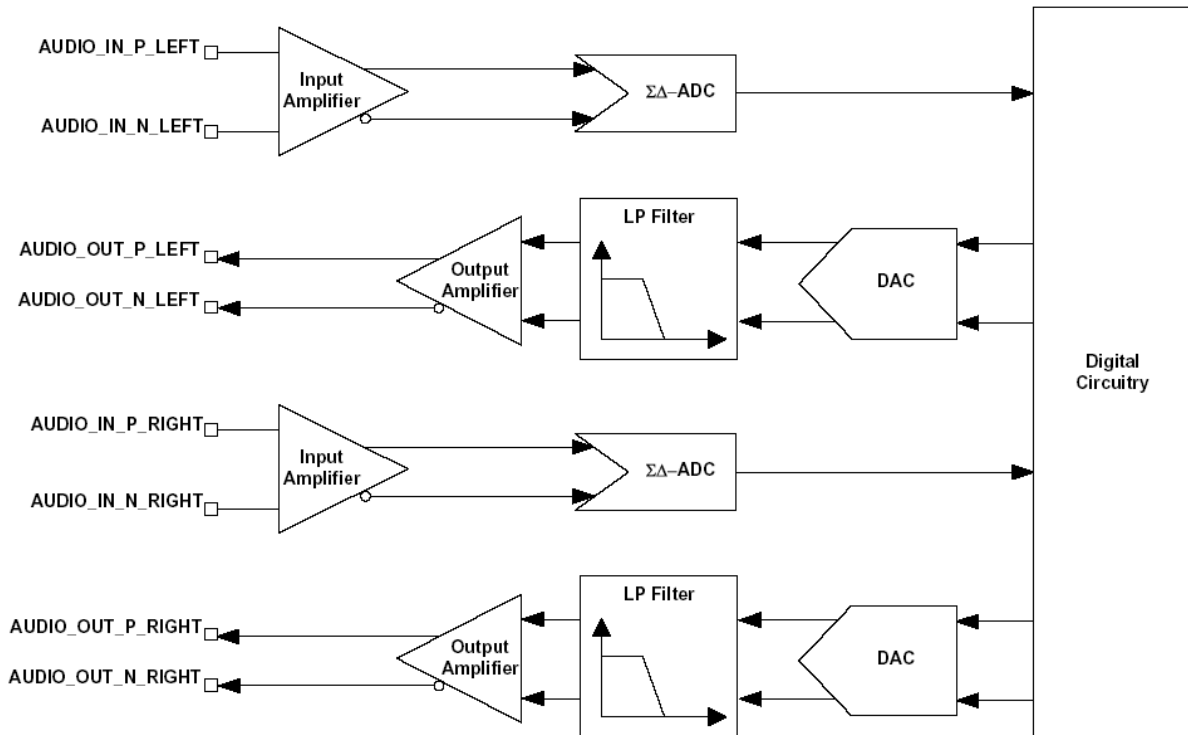 AUDIO_IN_P_LEFT
Input
Amplifier
ΣΔ–ADC
AUDIO_IN_N_LEFT
LP Filter
AUDIO_OUT_P_LEFT
Output
Amplifier
DAC
AUDIO_OUT_N_LEFT
Digital
Circuitry
AUDIO_IN_P_RIGHT
Input
Amplifier
ΣΔ–ADC
AUDIO_IN_N_RIGHT
LP Filter
AUDIO_OUT_P_RIGHT
Output
Amplifier
DAC
AUDIO_OUT_N_RIGHT